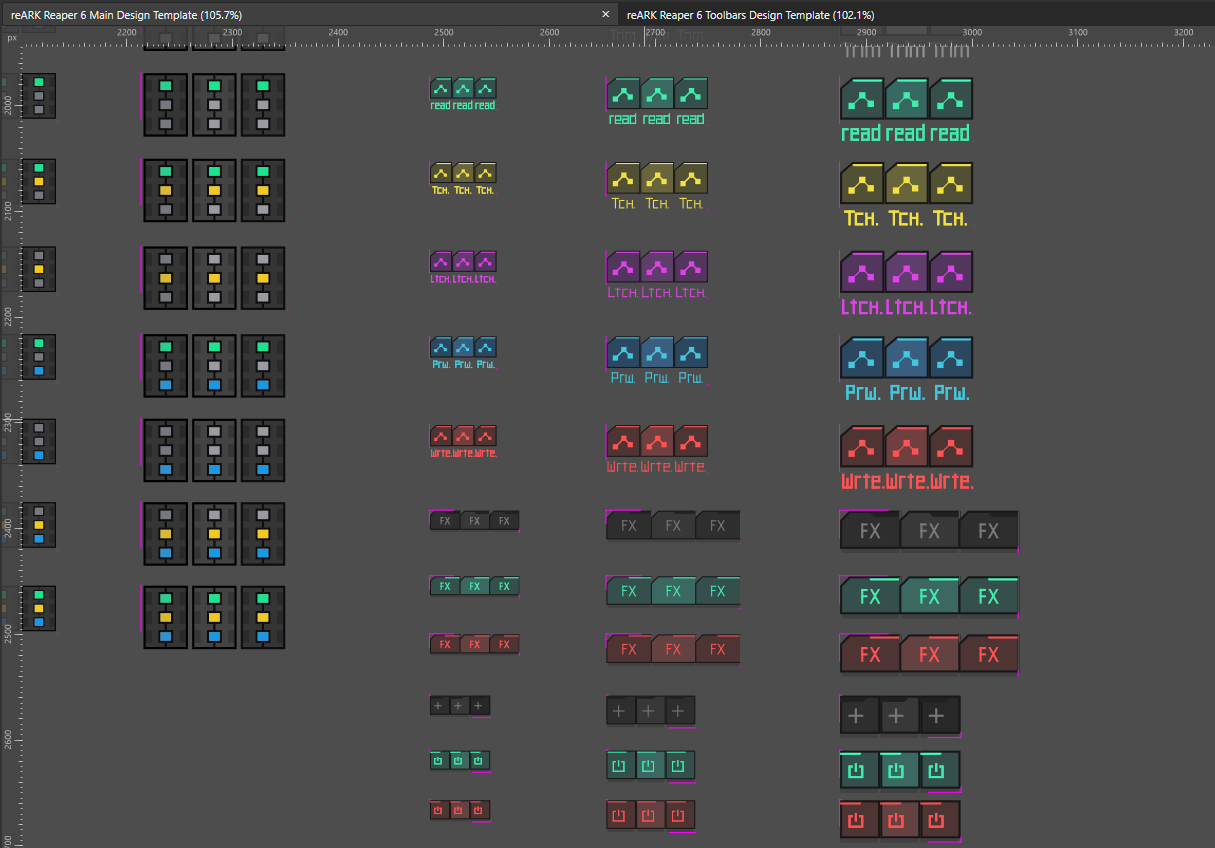 reARK Reaper 6 Main Design Template (105.7%) × reARK Reaper 6 Toolbars Design Template (102.1%)
px 2200 2300 2400 2500 2600 2700 2800 2900 3000 3100 3200
Trim Trim Trim
2000
read read read read read read read read read
2100
Tch. Tch. Tch. Tch. Tch. Tch. Tch. Tch. Tch.
2200
Ltch. Ltch. Ltch. Ltch. Ltch. Ltch. Ltch. Ltch. Ltch.
Prw. Prw. Prw. Prw. Prw. Prw. Prw. Prw. Prw.
2300
Wrte. Wrte. Wrte. Wrte. Wrte. Wrte. Wrte. Wrte. Wrte.
2400
FX FX FX FX FX FX FX FX FX
FX FX FX FX FX FX FX FX FX
2500
FX FX FX FX FX FX FX FX FX
2600